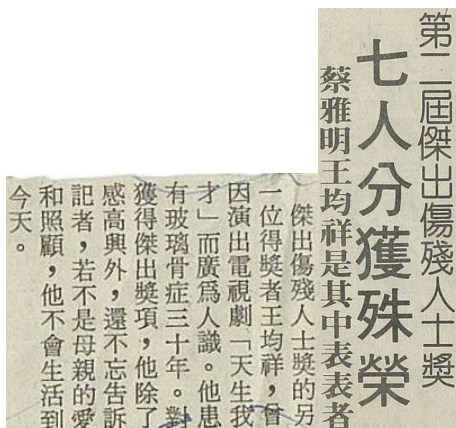 第二屆傑出傷殘人士獎
七人分獲殊榮
蔡雅明王均祥是其中表表者
傑出傷殘人士獎的另
一位得獎者王均祥，曾
因演出電視劇「天生我
才」而廣爲人識。他患
有玻璃骨症三十年。對
獲得傑出獎項，他除了
感高興外，還不忘告訴
記者，若不是母親的愛
和照顧，他不會生活到
今天。